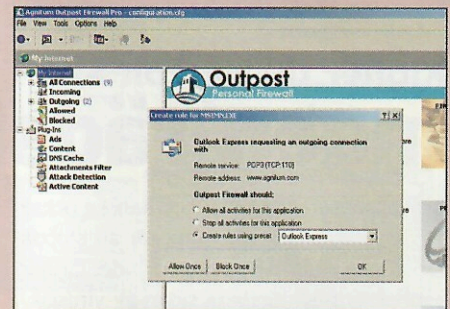 Agnitum Outpost Firewall Pro - configuration.cfg
File View Tools Options Help
My Internet
My Internet
All Connections (9)
Incoming
Outgoing (2)
Allowed
Blocked
Plug-Ins
Ads
Content
DNS Cache
Attachments Filter
Attack Detection
Active Content
Outpost
Personal Firewall
Create rule for MSIMN.EXE
Outlook Express requesting an outgoing connection
with
Remote service: POP3 (TCP:110)
Remote address: www.agnitum.com
Outpost Firewall should:
Allow all activities for this application
Stop all activities for this application
Create rules using preset: Outlook Express
Allow Once Block Once OK